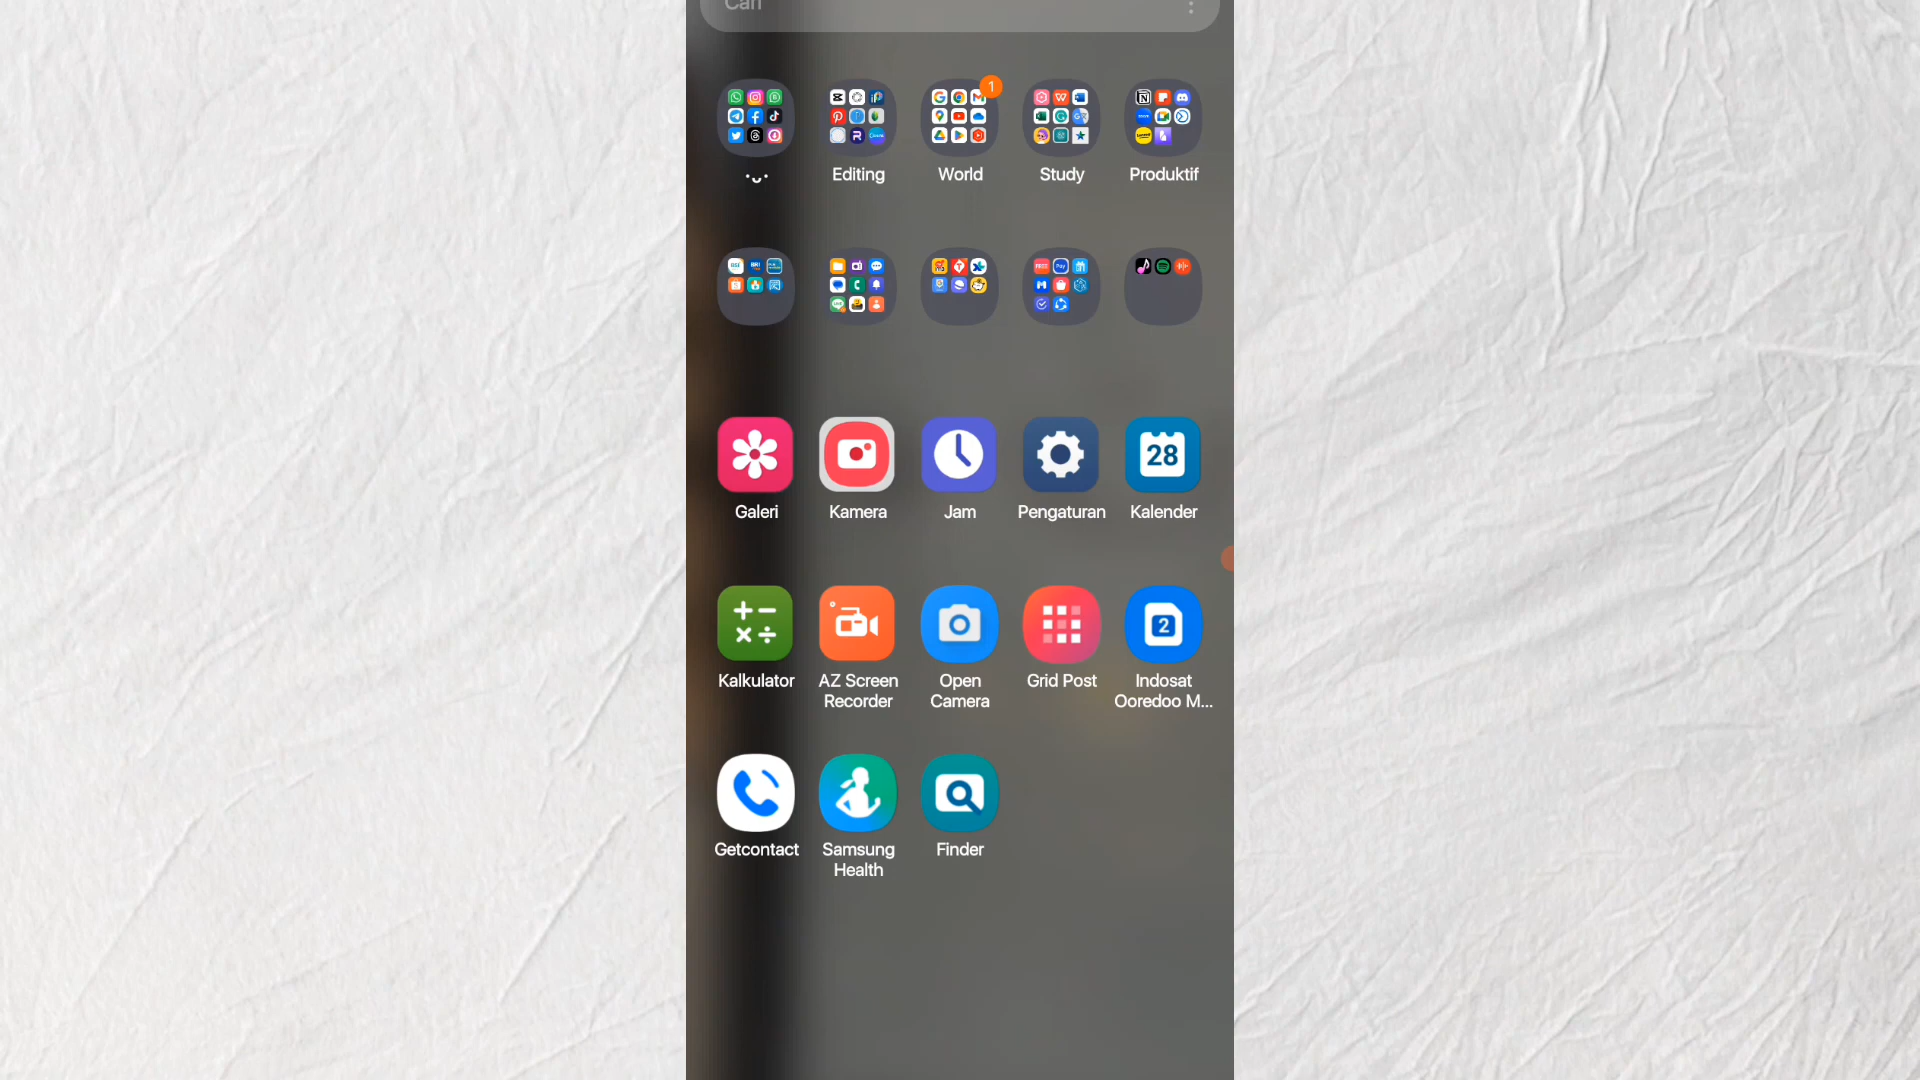 Cari
1
Editing
World
Study
Produktif
28
Galeri
Kamera
Jam
Pengaturan
Kalender
2
Kalkulator
AZ Screen
Recorder
Open
Camera
Grid Post
Indosat
Ooredoo M...
Getcontact
Samsung
Health
Finder